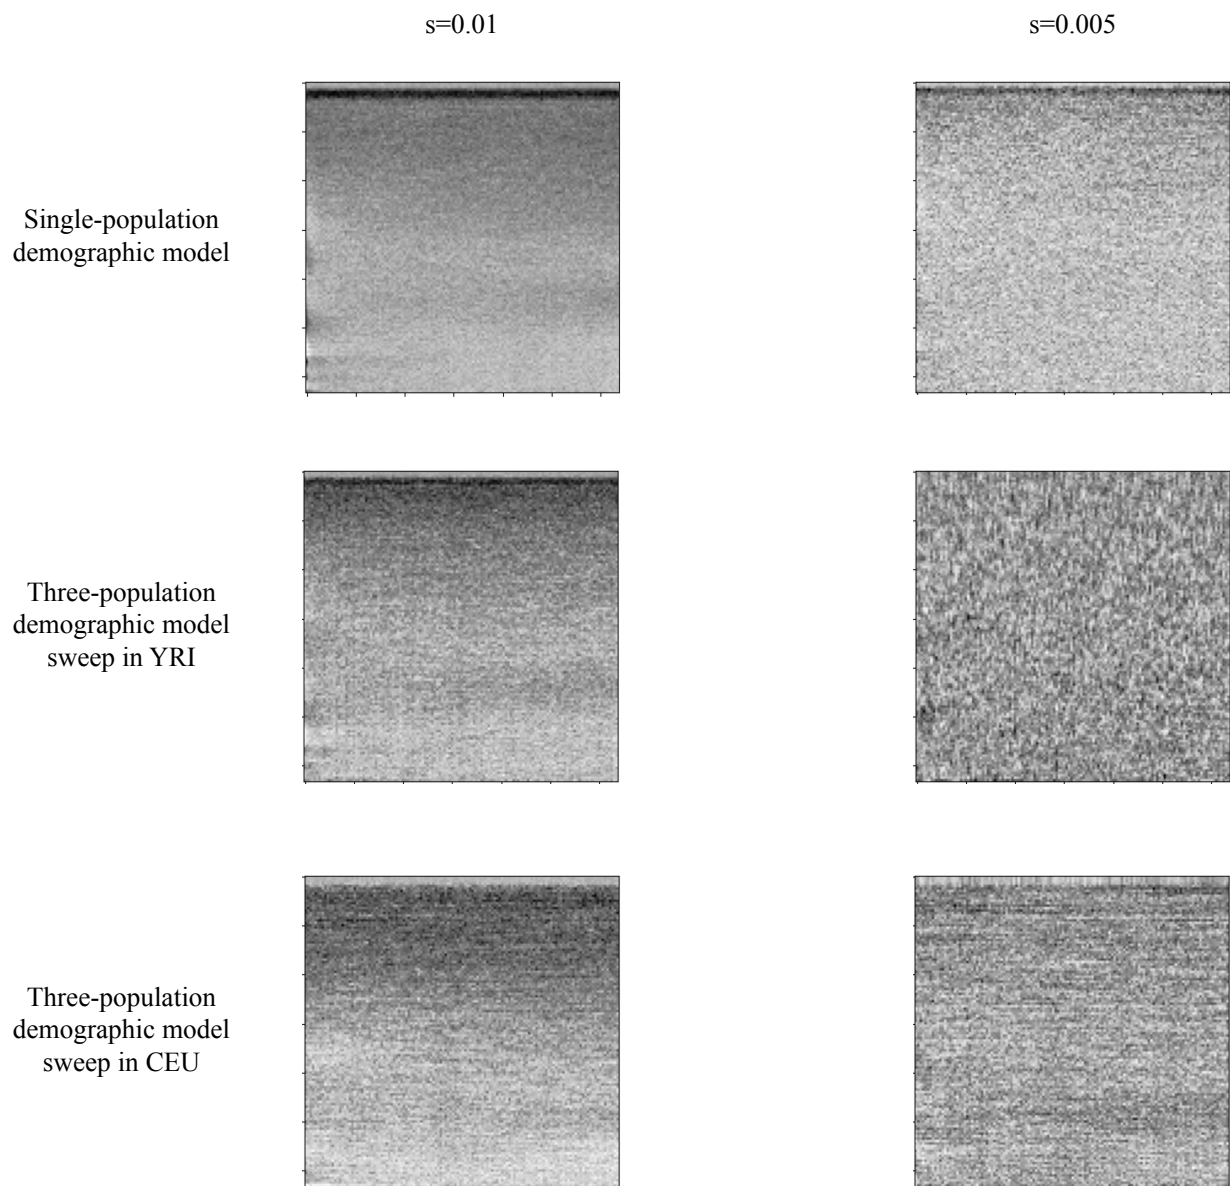 s=0.01
s=0.005
Single-population
demographic model
Three-population
demographic model
sweep in YRI
Three-population
demographic model
sweep in CEU